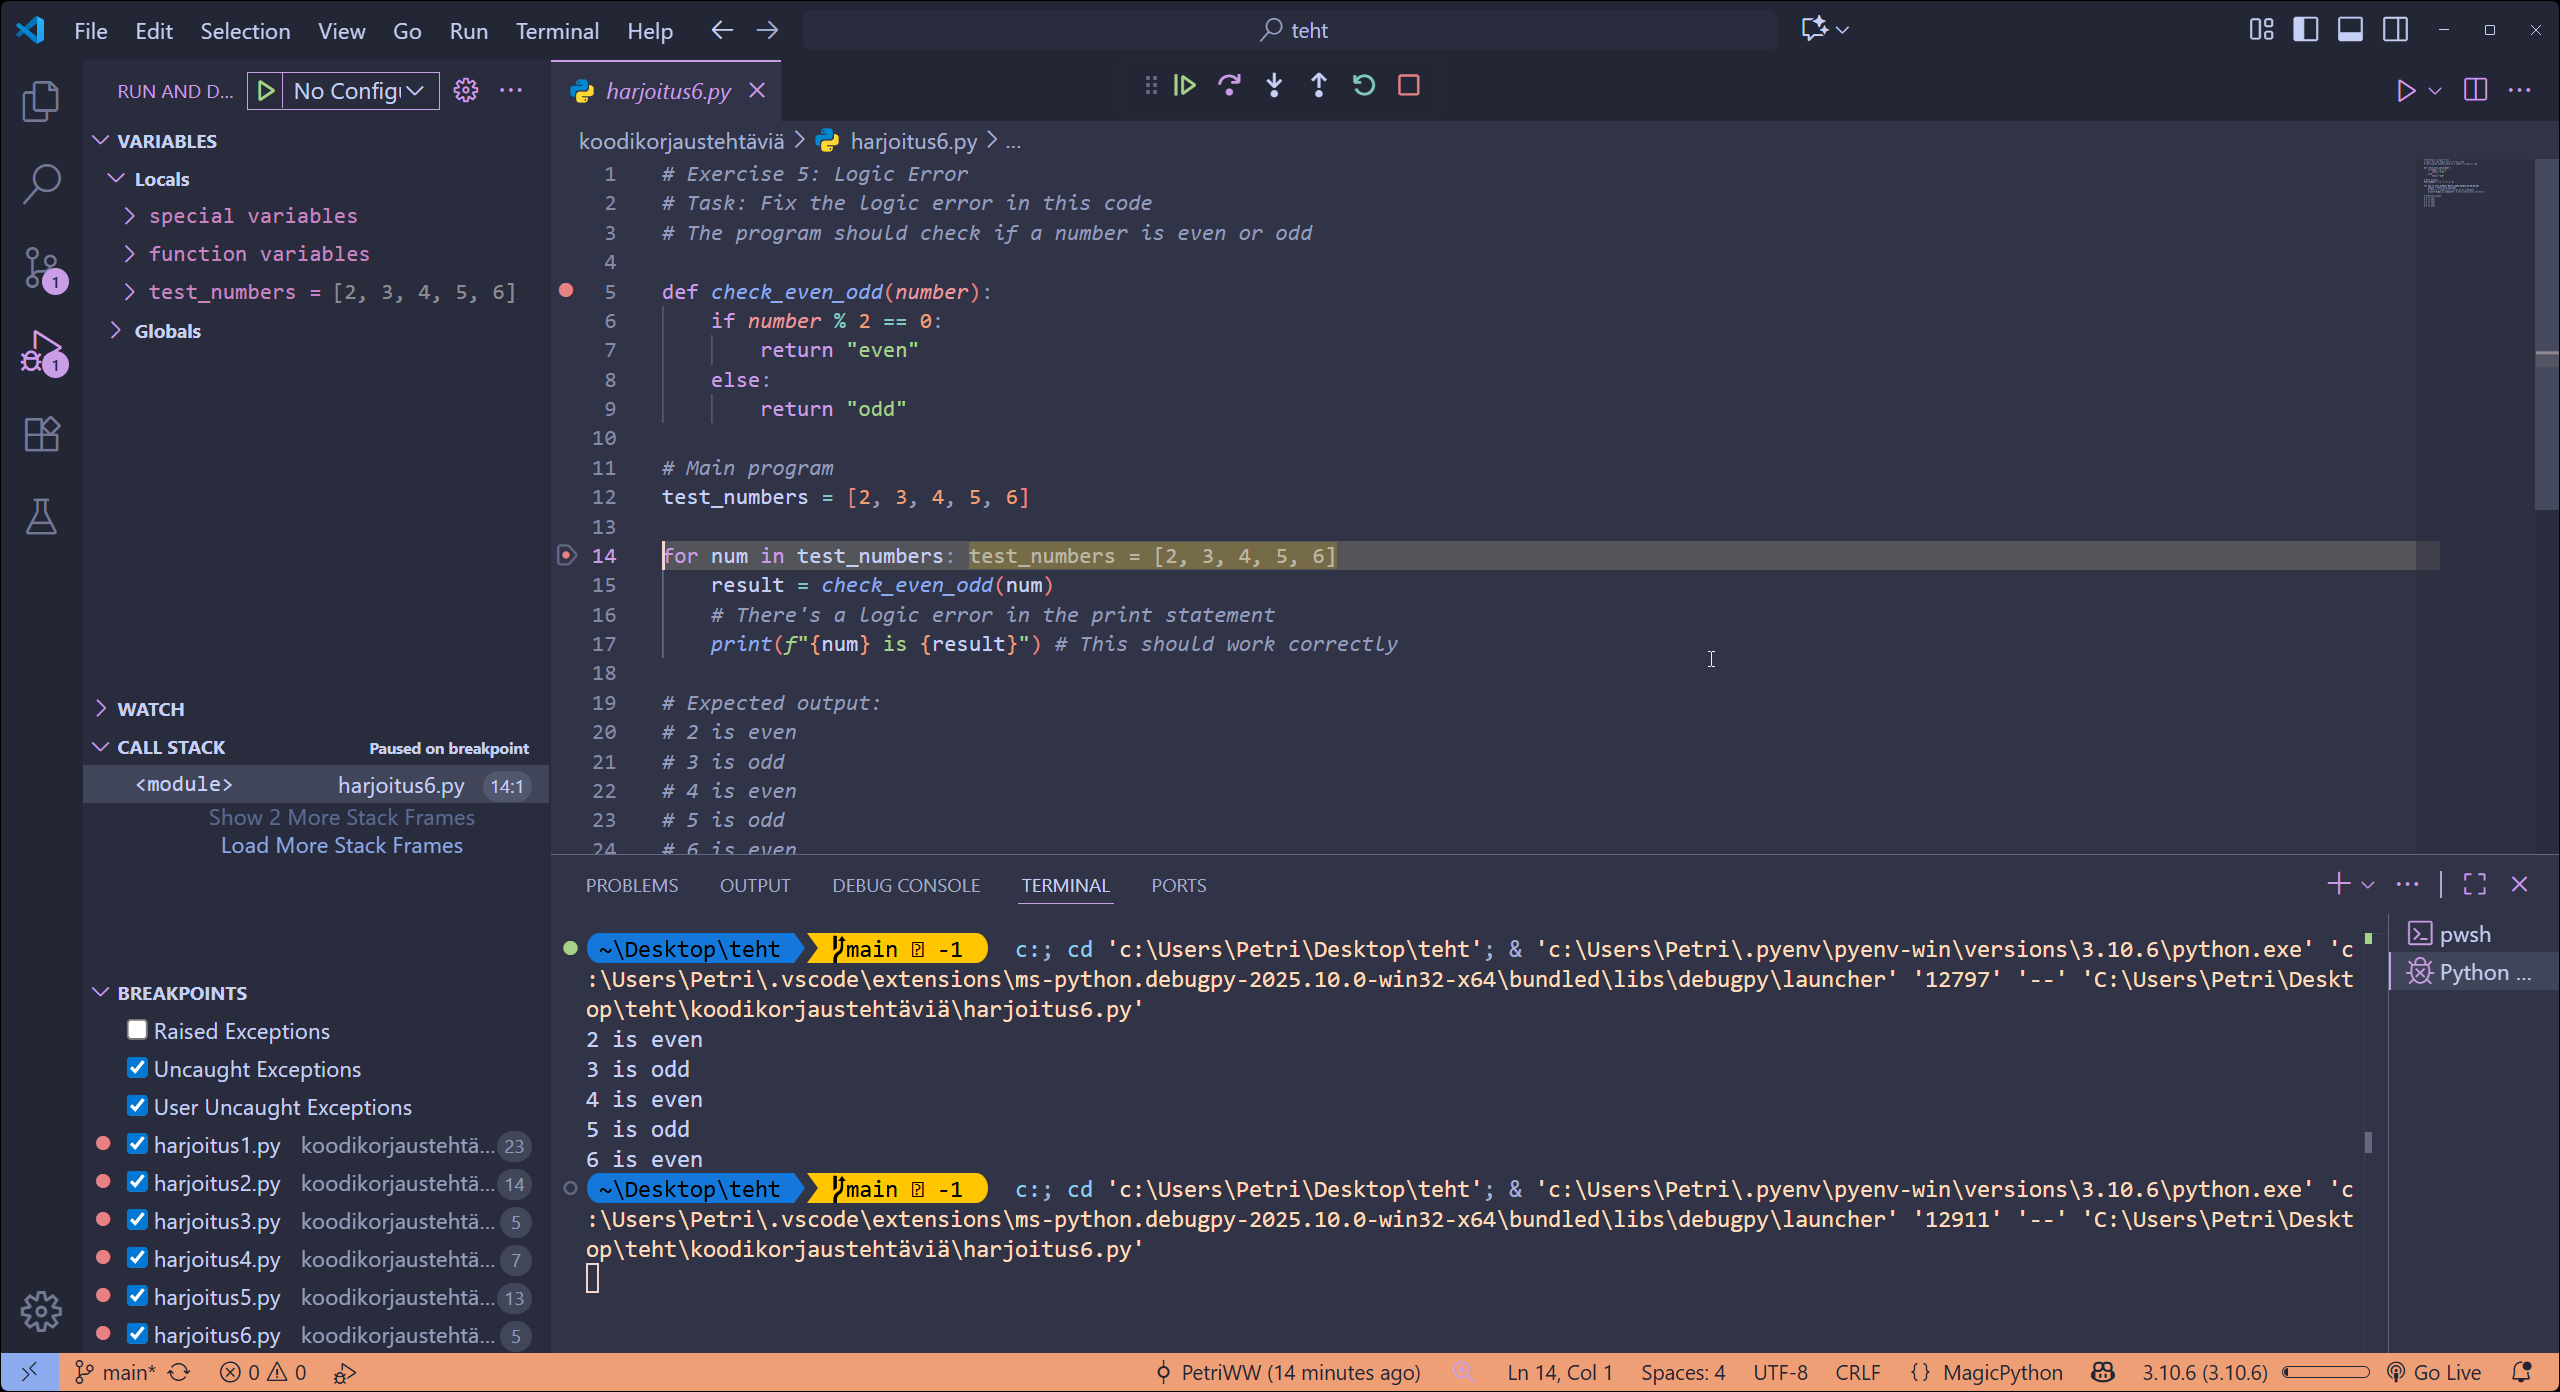 File Edit Selection View Go Run Terminal Help
teht
RUN AND D... No Config
VARIABLES
Locals
special variables
function variables
test_numbers = [2, 3, 4, 5, 6]
Globals
WATCH
CALL STACK Paused on breakpoint
<module> harjoitus6.py 14:1
Show 2 More Stack Frames
Load More Stack Frames
BREAKPOINTS
Raised Exceptions
Uncaught Exceptions
User Uncaught Exceptions
harjoitus1.py koodikorjaustehtä... 23
harjoitus2.py koodikorjaustehtä... 14
harjoitus3.py koodikorjaustehtä... 5
harjoitus4.py koodikorjaustehtä... 7
harjoitus5.py koodikorjaustehtä... 13
harjoitus6.py koodikorjaustehtä... 5
1
1
harjoitus6.py
koodikorjaustehtäviä > harjoitus6.py > ...
1 # Exercise 5: Logic Error
2 # Task: Fix the logic error in this code
3 # The program should check if a number is even or odd
4
5 def check_even_odd(number):
6 if number % 2 == 0:
7 return "even"
8 else:
9 return "odd"
10
11 # Main program
12 test_numbers = [2, 3, 4, 5, 6]
13
14 for num in test_numbers: test_numbers = [2, 3, 4, 5, 6]
15 result = check_even_odd(num)
16 # There's a logic error in the print statement
17 print(f"{num} is {result}") # This should work correctly
18
19 # Expected output:
20 # 2 is even
21 # 3 is odd
22 # 4 is even
23 # 5 is odd
24 # 6 is even
PROBLEMS OUTPUT DEBUG CONSOLE TERMINAL PORTS
~\Desktop\teht main -1 c:; cd 'c:\Users\Petri\Desktop\teht'; & 'c:\Users\Petri\.pyenv\pyenv-win\versions\3.10.6\python.exe' 'c
:\Users\Petri\.vscode\extensions\ms-python.debugpy-2025.10.0-win32-x64\bundled\libs\debugpy\launcher' '12797' '--' 'C:\Users\Petri\Deskt
op\teht\koodikorjaustehtäviä\harjoitus6.py'
2 is even
3 is odd
4 is even
5 is odd
6 is even
~\Desktop\teht main -1 c:; cd 'c:\Users\Petri\Desktop\teht'; & 'c:\Users\Petri\.pyenv\pyenv-win\versions\3.10.6\python.exe' 'c
:\Users\Petri\.vscode\extensions\ms-python.debugpy-2025.10.0-win32-x64\bundled\libs\debugpy\launcher' '12911' '--' 'C:\Users\Petri\Deskt
op\teht\koodikorjaustehtäviä\harjoitus6.py'
pwsh
Python ...
main* 0 0 PetriWW (14 minutes ago) Ln 14, Col 1 Spaces: 4 UTF-8 CRLF {} MagicPython 3.10.6 (3.10.6) Go Live